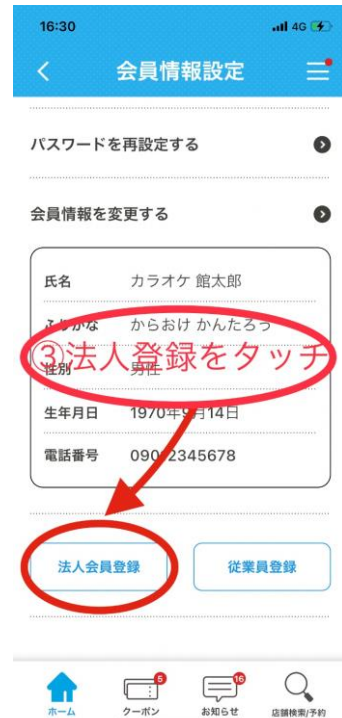 16:30
4G
会員情報設定
パスワードを再設定する
会員情報を変更する
氏名 カラオケ 館太郎
ふりがな からおけ かんたろう
③法人登録をタッチ
性別 男性
生年月日 1970年9月14日
電話番号 09012345678
法人会員登録 従業員登録
5 16
ホーム クーポン お知らせ 店舗検索/予約